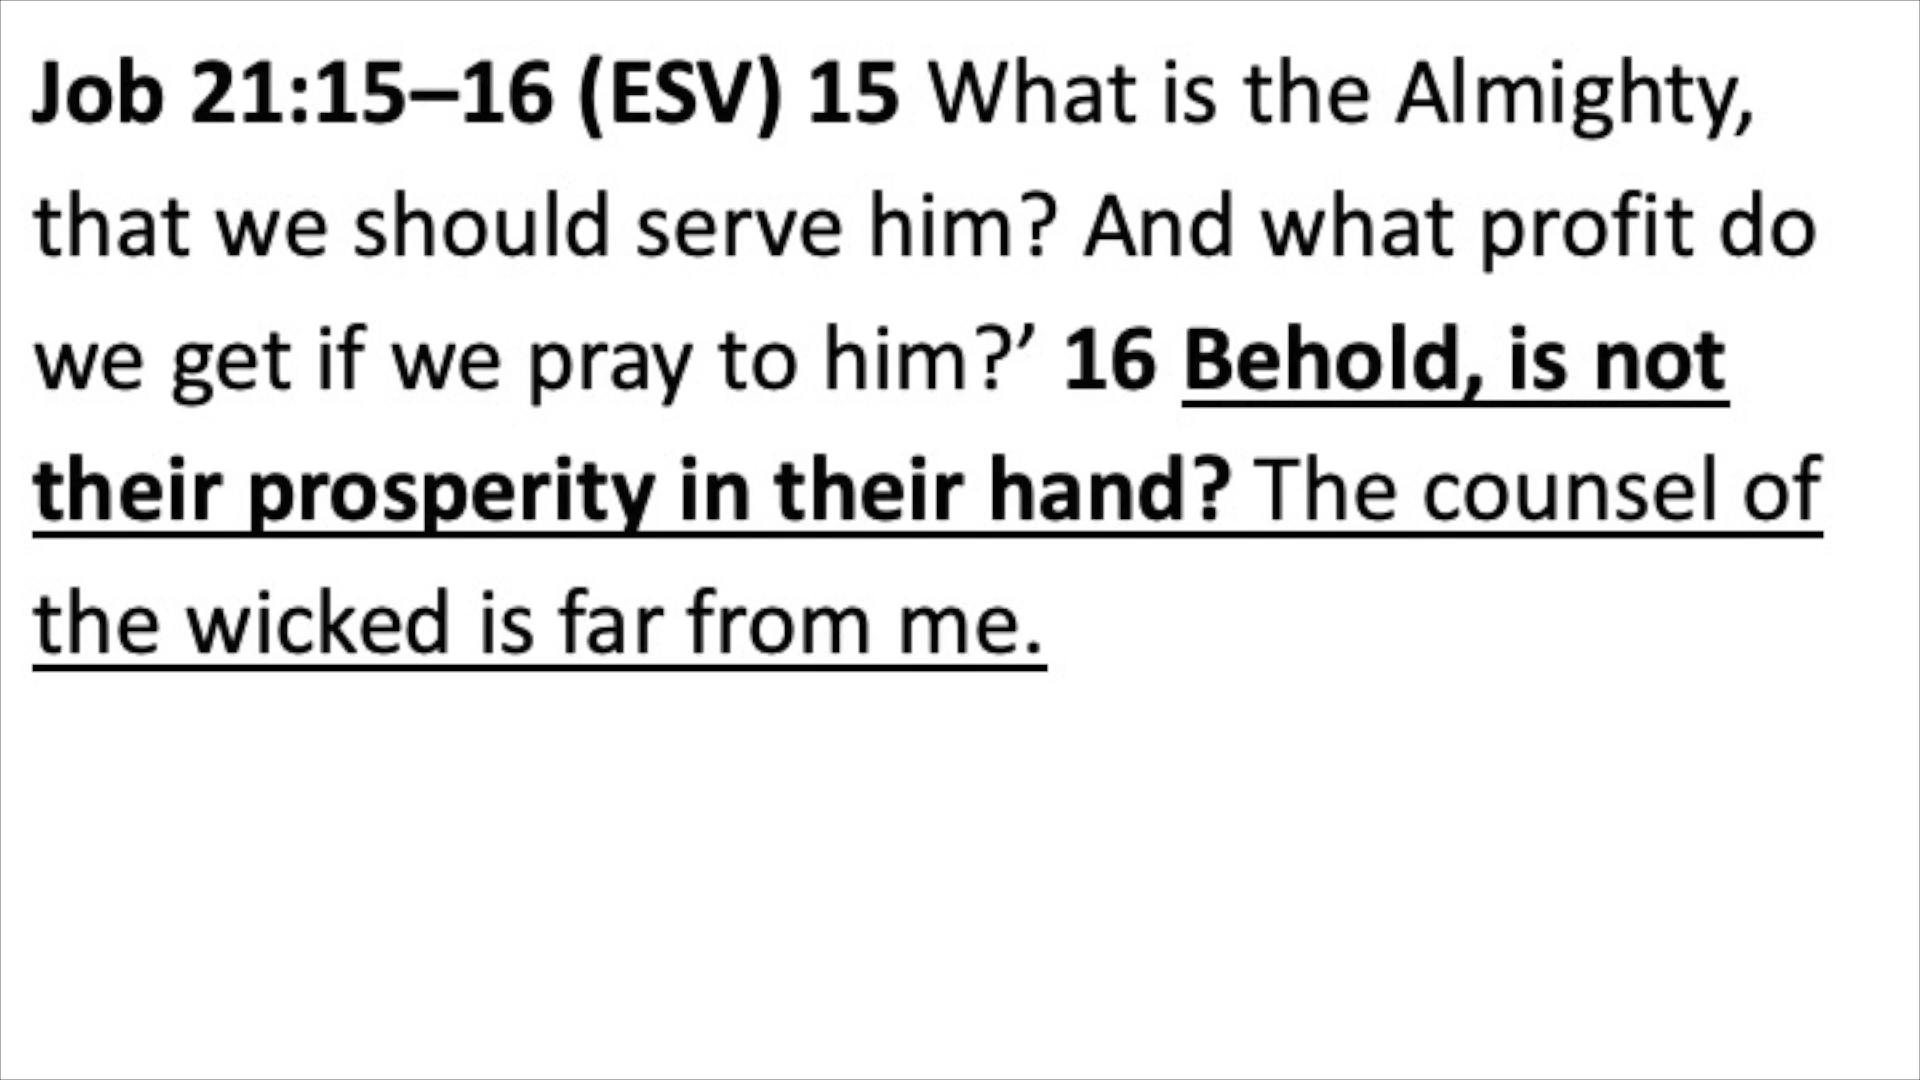 Job 21:15–16 (ESV) 15 What is the Almighty,
that we should serve him? And what profit do
we get if we pray to him?’ 16 Behold, is not
their prosperity in their hand? The counsel of
the wicked is far from me.